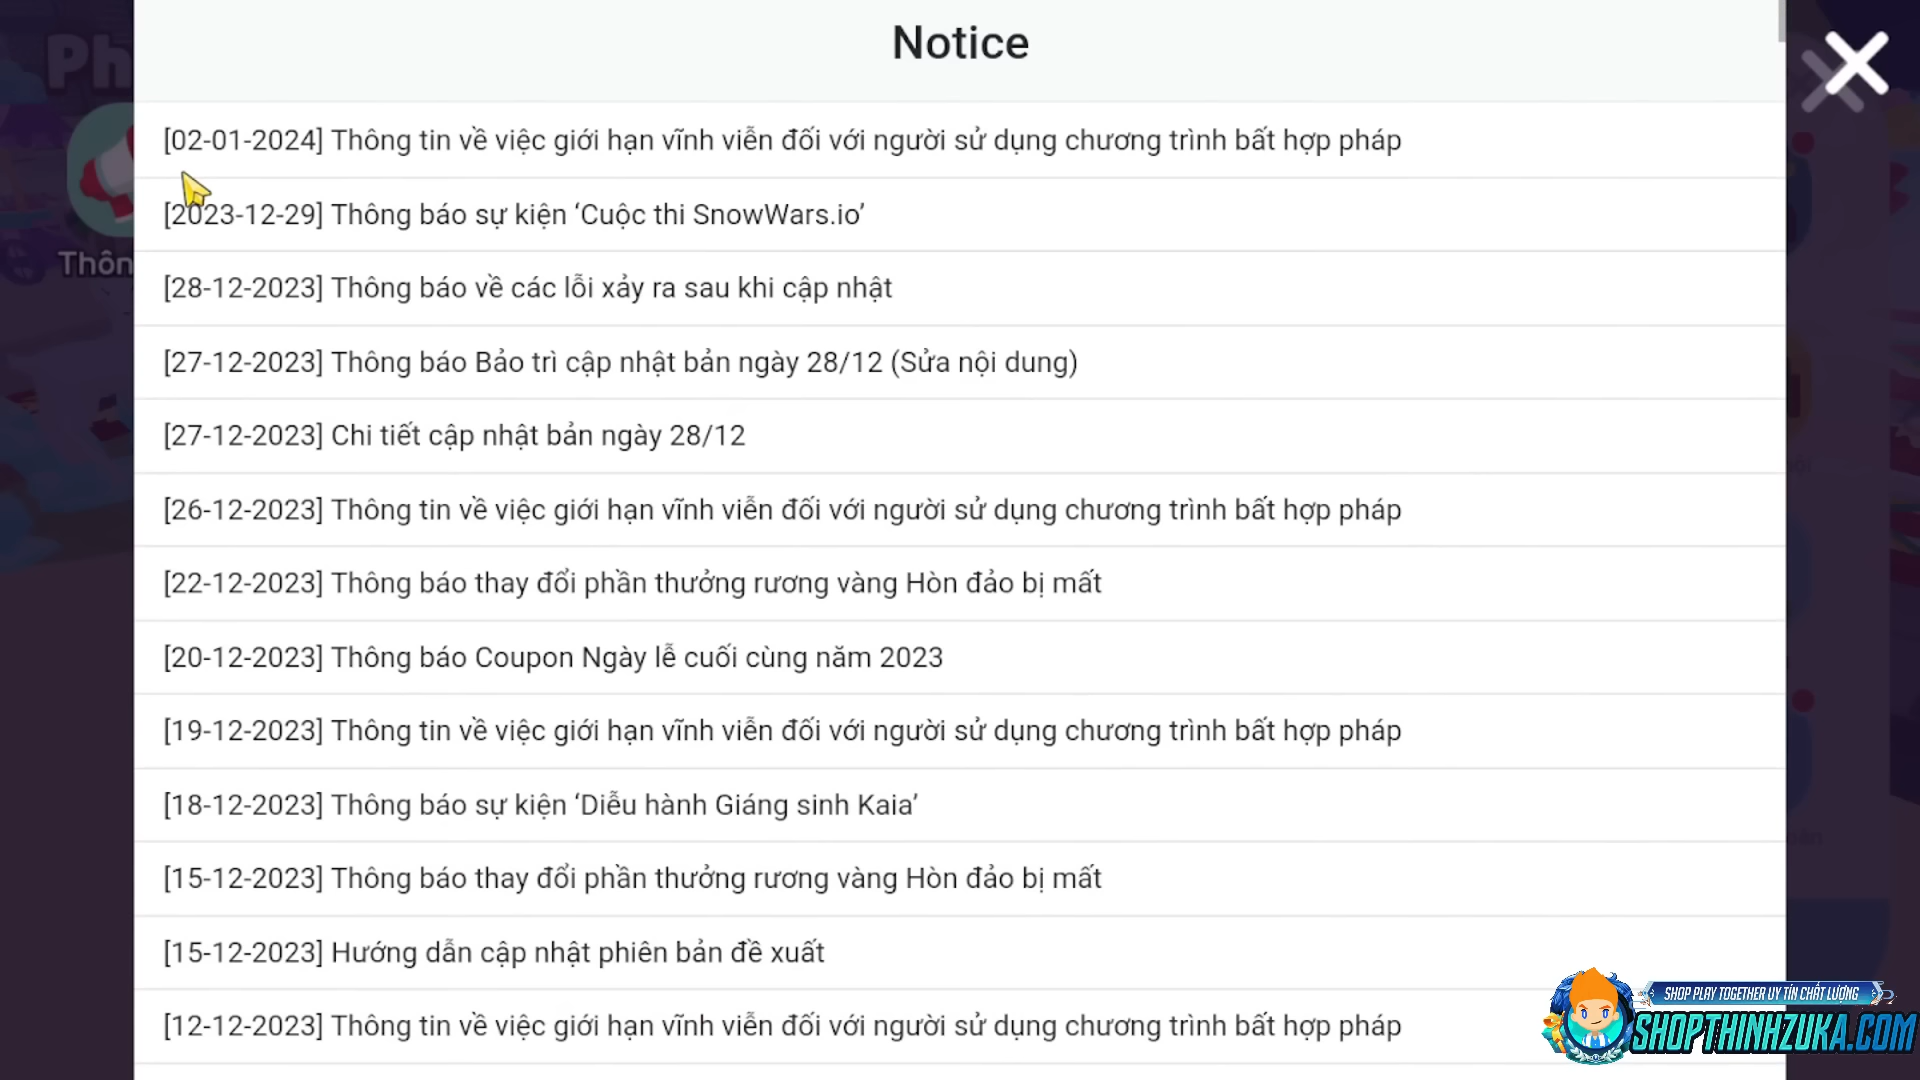 Notice
Ph
[02-01-2024] Thông tin về việc giới hạn vĩnh viễn đối với người sử dụng chương trình bất hợp pháp
[2023-12-29] Thông báo sự kiện ‘Cuộc thi SnowWars.io’
Thôn
[28-12-2023] Thông báo về các lỗi xảy ra sau khi cập nhật
[27-12-2023] Thông báo Bảo trì cập nhật bản ngày 28/12 (Sửa nội dung)
[27-12-2023] Chi tiết cập nhật bản ngày 28/12
[26-12-2023] Thông tin về việc giới hạn vĩnh viễn đối với người sử dụng chương trình bất hợp pháp
[22-12-2023] Thông báo thay đổi phần thưởng rương vàng Hòn đảo bị mất
[20-12-2023] Thông báo Coupon Ngày lễ cuối cùng năm 2023
[19-12-2023] Thông tin về việc giới hạn vĩnh viễn đối với người sử dụng chương trình bất hợp pháp
[18-12-2023] Thông báo sự kiện ‘Diễu hành Giáng sinh Kaia’
[15-12-2023] Thông báo thay đổi phần thưởng rương vàng Hòn đảo bị mất
[15-12-2023] Hướng dẫn cập nhật phiên bản đề xuất
[12-12-2023] Thông tin về việc giới hạn vĩnh viễn đối với người sử dụng chương trình bất hợp pháp
SHOP PLAY TOGETHER UY TÍN CHẤT LƯỢNG
SHOPTHINHZUKA.COM